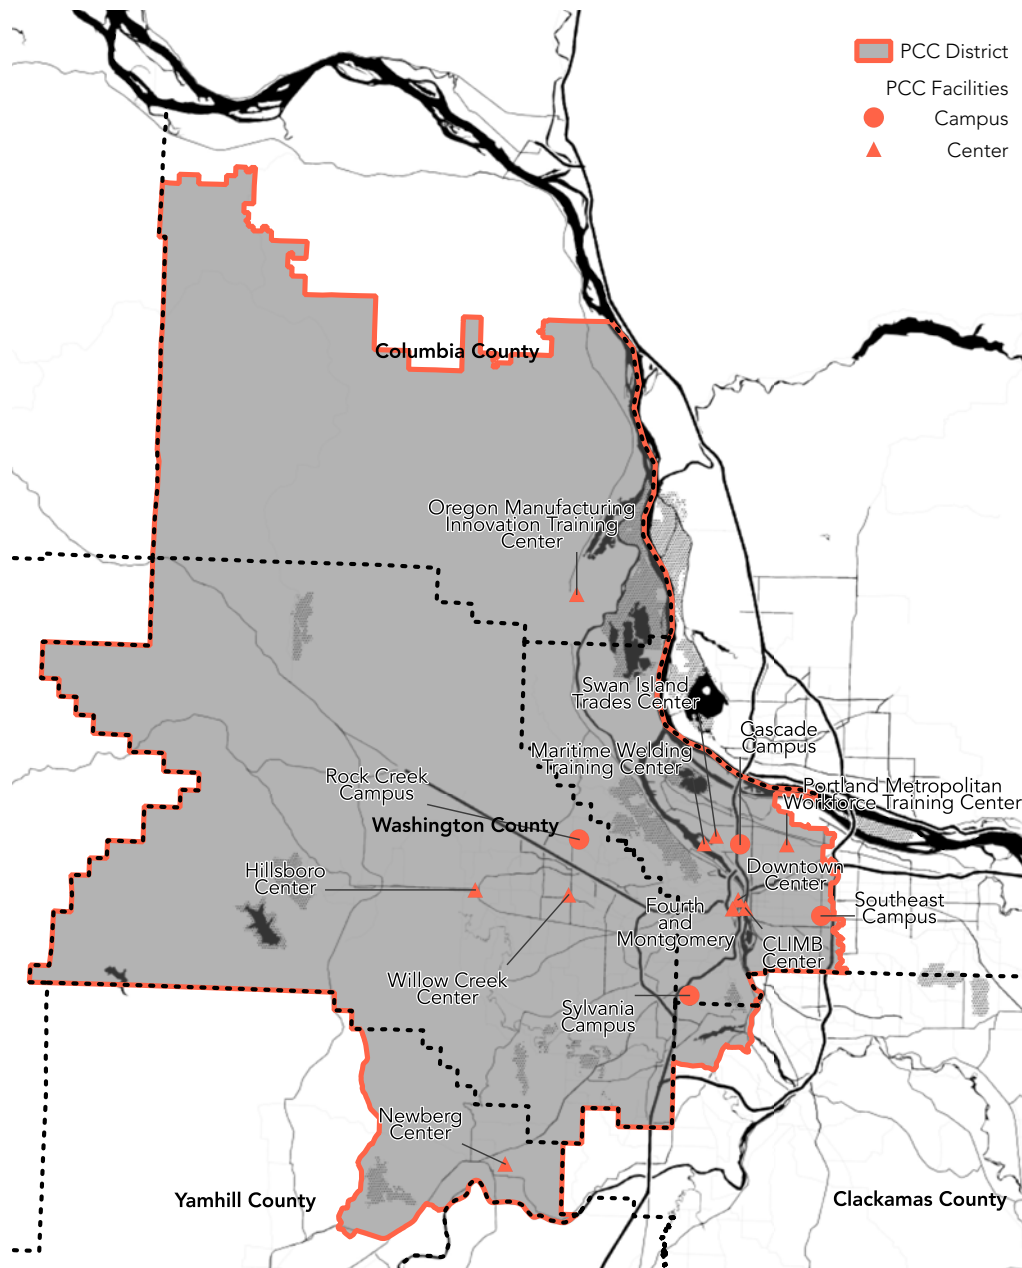 PCC District
PCC Facilities
Campus
Center
Columbia County
Oregon Manufacturing
Innovation Training
Center
Swan Island
Trades Center
Cascade
Campus
Maritime Welding
Training Center
Rock Creek
Campus
Portland Metropolitan
Workforce Training Center
Washington County
Hillsboro
Center
Downtown
Center
Fourth
and
Montgomery
Southeast
Campus
CLIMB
Center
Willow Creek
Center
Sylvania
Campus
Newberg
Center
Yamhill County
Clackamas County